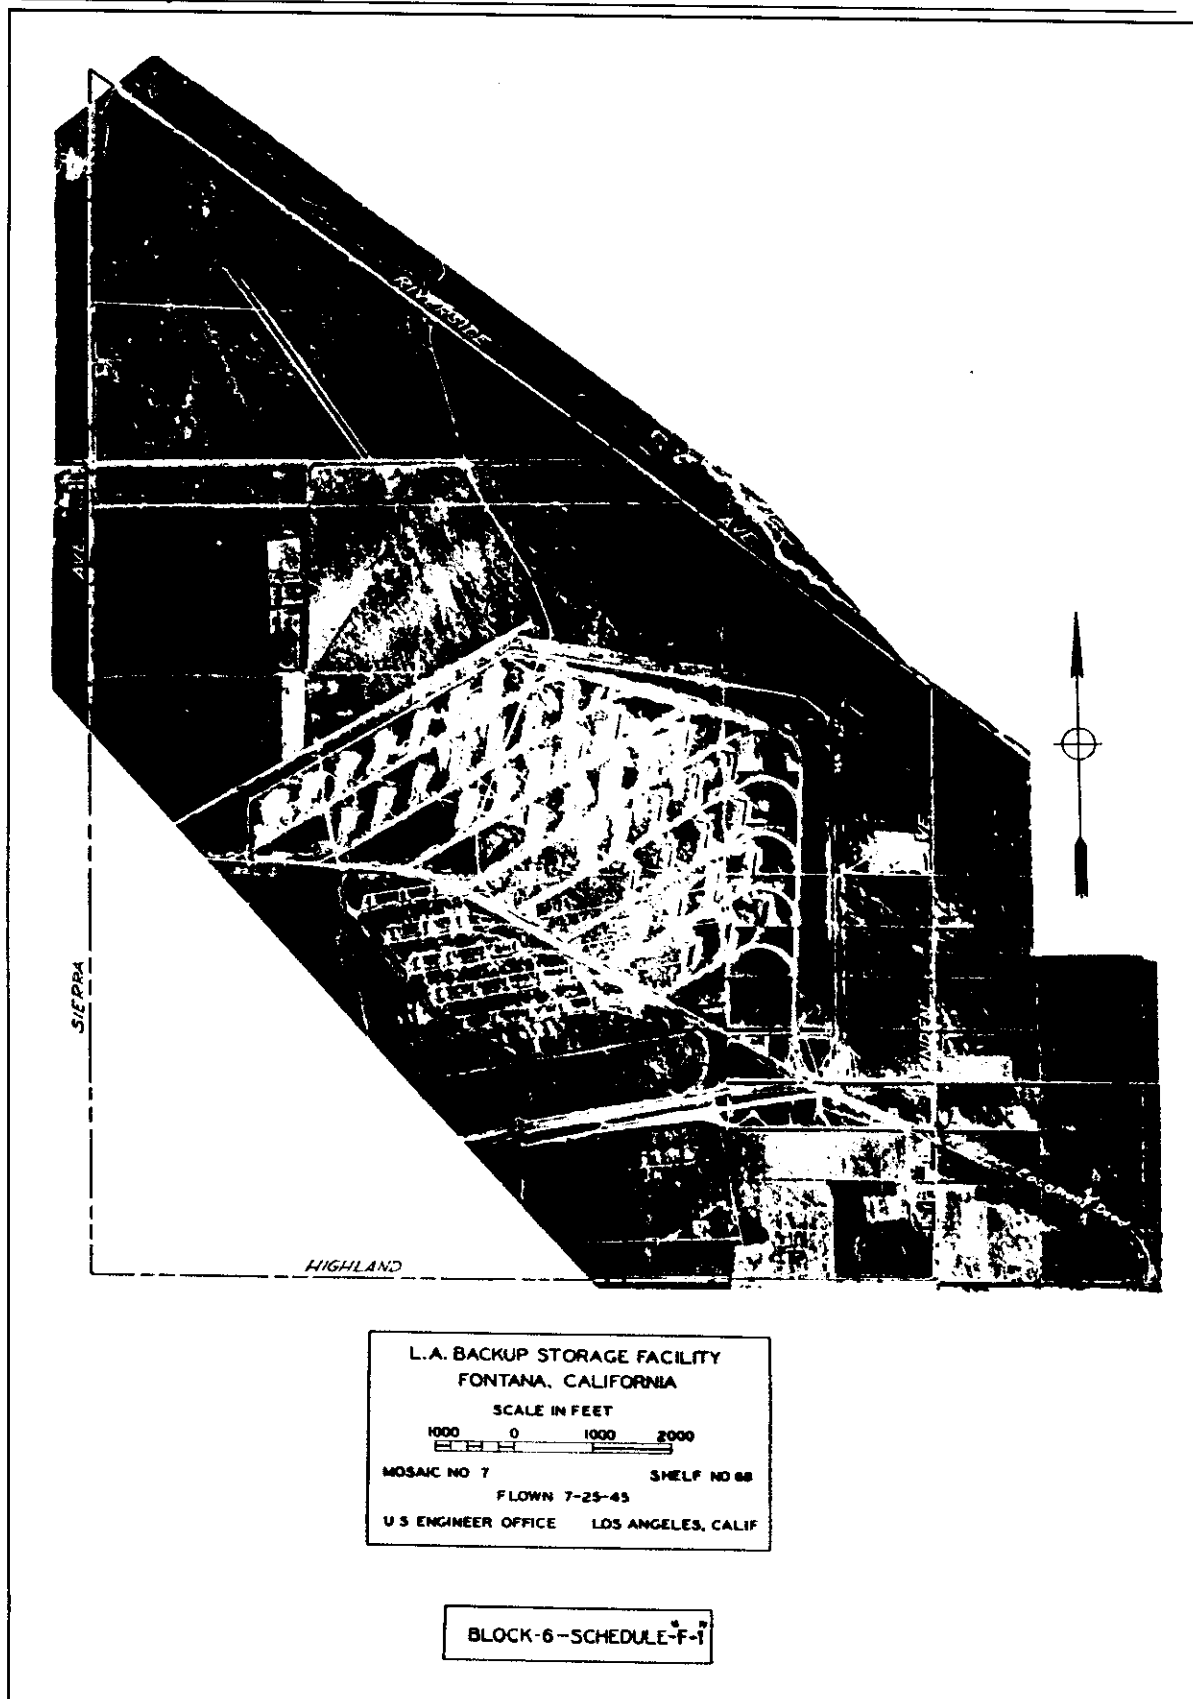 RIVERSIDE
AVE
AVE
SIERRA
HIGHLAND
L.A. BACKUP STORAGE FACILITY
FONTANA, CALIFORNIA
SCALE IN FEET
1000 0 1000 2000
MOSAIC NO 7 SHELF NO 68
FLOWN 7-25-45
U S ENGINEER OFFICE LOS ANGELES, CALIF
BLOCK-6-SCHEDULE-"F-1"